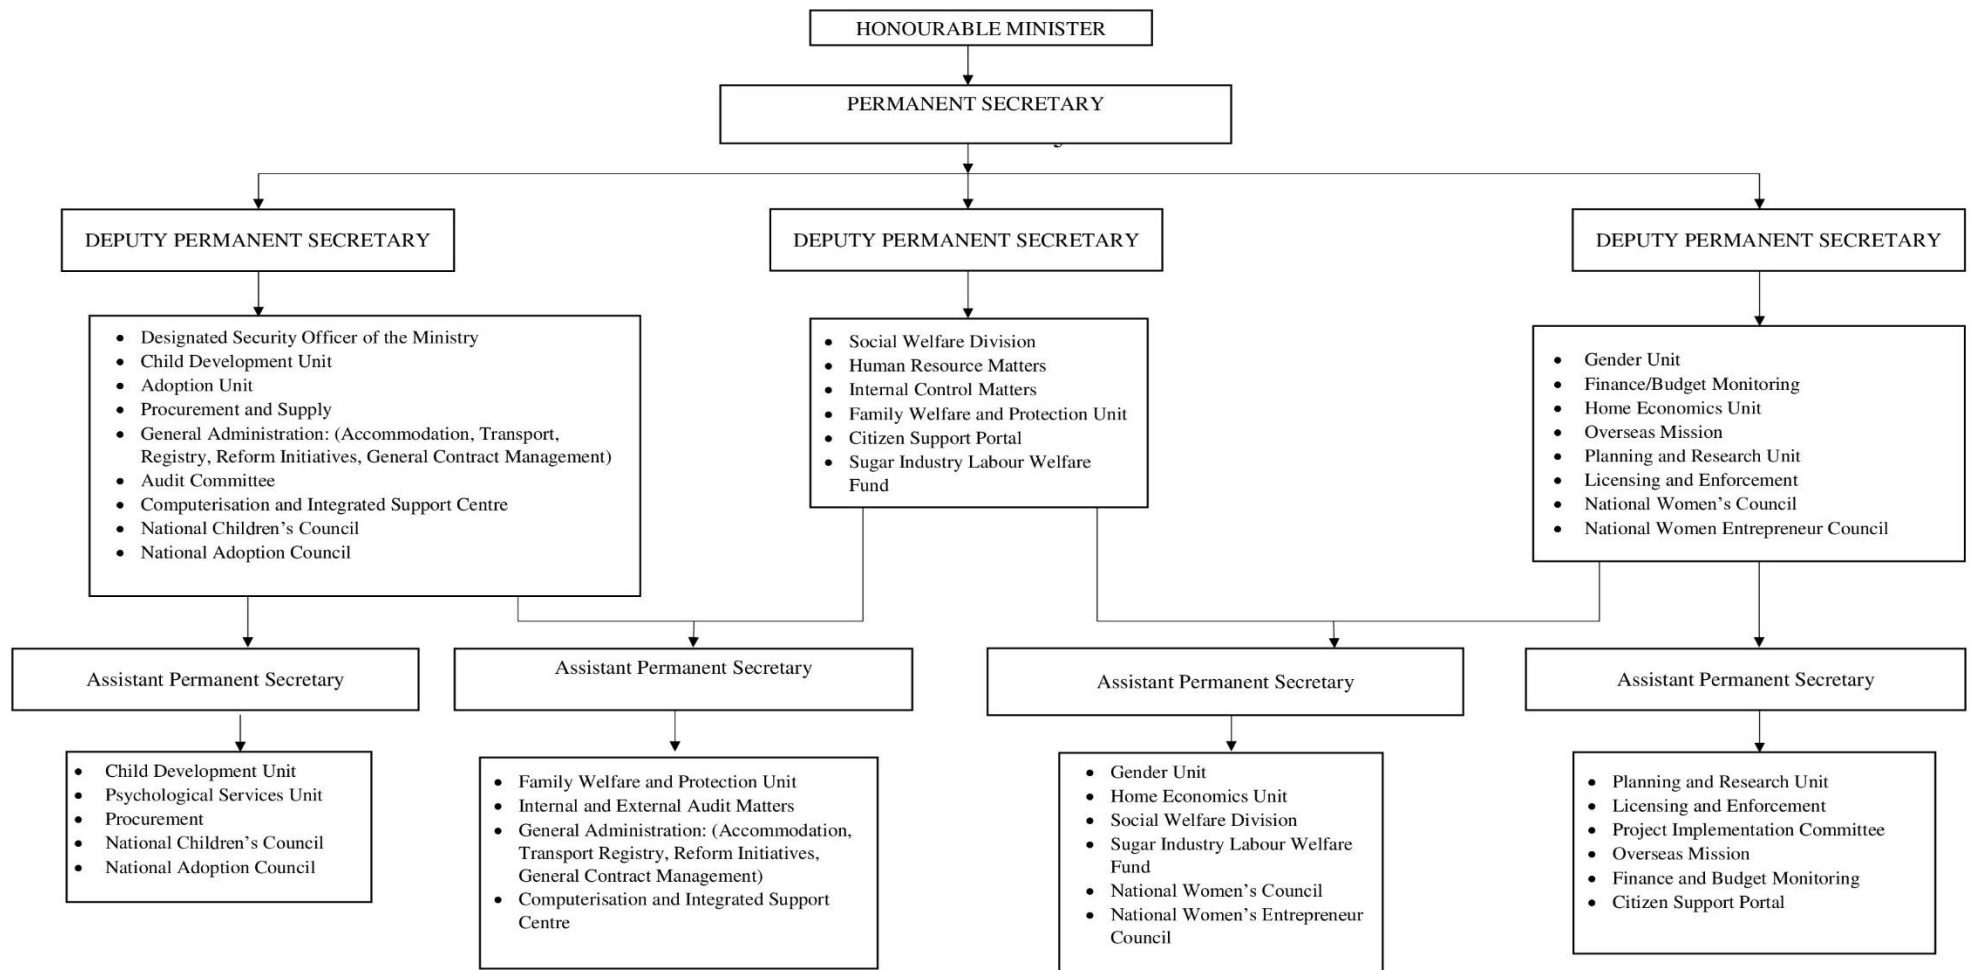 HONOURABLE MINISTER
PERMANENT SECRETARY
DEPUTY PERMANENT SECRETARY
DEPUTY PERMANENT SECRETARY
DEPUTY PERMANENT SECRETARY
• Designated Security Officer of the Ministry
• Child Development Unit
• Adoption Unit
• Procurement and Supply
• General Administration: (Accommodation, Transport,
Registry, Reform Initiatives, General Contract Management)
• Audit Committee
• Computerisation and Integrated Support Centre
• National Children’s Council
• National Adoption Council
• Social Welfare Division
• Human Resource Matters
• Internal Control Matters
• Family Welfare and Protection Unit
• Citizen Support Portal
• Sugar Industry Labour Welfare
Fund
• Gender Unit
• Finance/Budget Monitoring
• Home Economics Unit
• Overseas Mission
• Planning and Research Unit
• Licensing and Enforcement
• National Women’s Council
• National Women Entrepreneur Council
Assistant Permanent Secretary
Assistant Permanent Secretary
Assistant Permanent Secretary
Assistant Permanent Secretary
• Child Development Unit
• Psychological Services Unit
• Procurement
• National Children’s Council
• National Adoption Council
• Family Welfare and Protection Unit
• Internal and External Audit Matters
• General Administration: (Accommodation,
Transport Registry, Reform Initiatives,
General Contract Management)
• Computerisation and Integrated Support
Centre
• Gender Unit
• Home Economics Unit
• Social Welfare Division
• Sugar Industry Labour Welfare
Fund
• National Women’s Council
• National Women’s Entrepreneur
Council
• Planning and Research Unit
• Licensing and Enforcement
• Project Implementation Committee
• Overseas Mission
• Finance and Budget Monitoring
• Citizen Support Portal